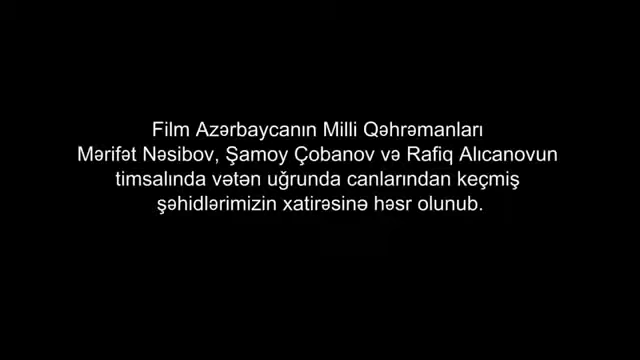 Film Azərbaycanın Milli Qəhrəmanları
Mərifət Nəsibov, Şamoy Çobanov və Rafiq Alıcanovun
timsalında vətən uğrunda canlarından keçmiş
şəhidlərimizin xatirəsinə həsr olunub.